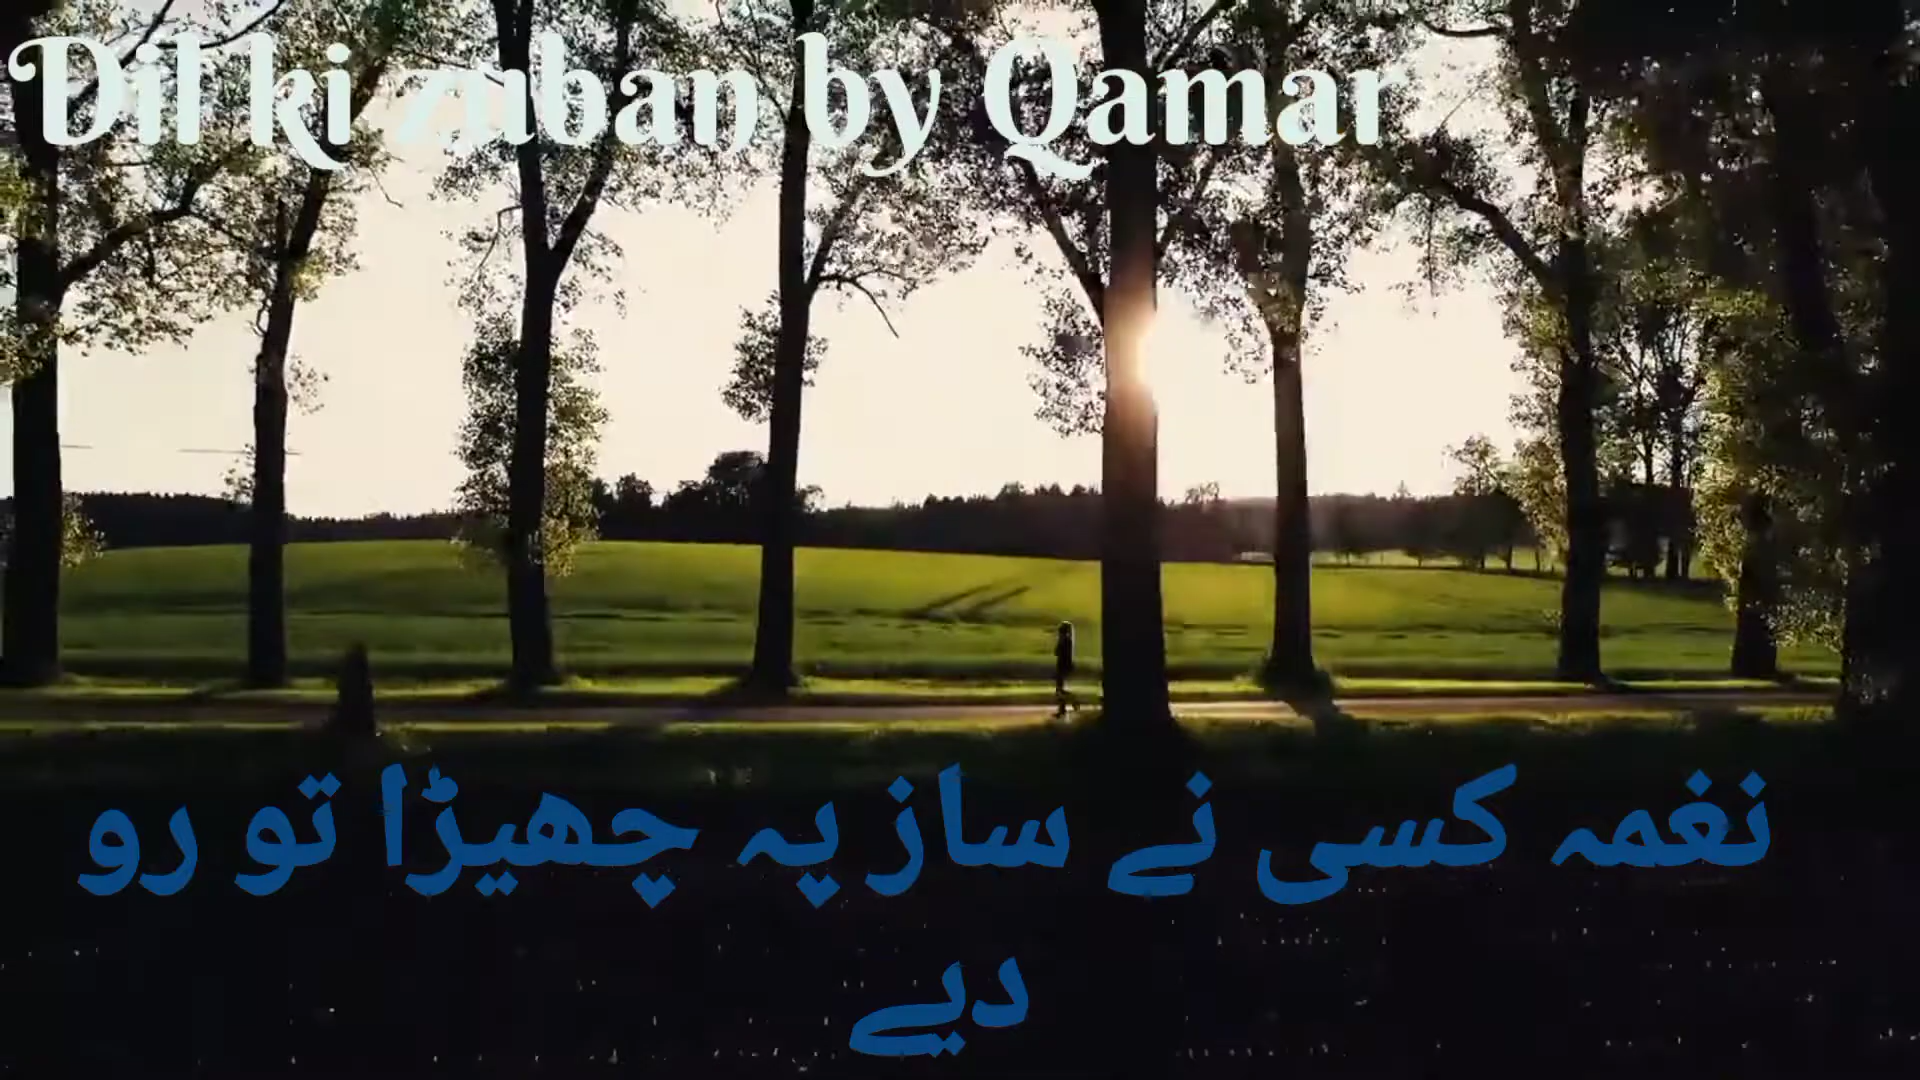 Dil ki zuban by Qamar
نغمہ کسی نے ساز پہ چھیڑا تو رو
دیے